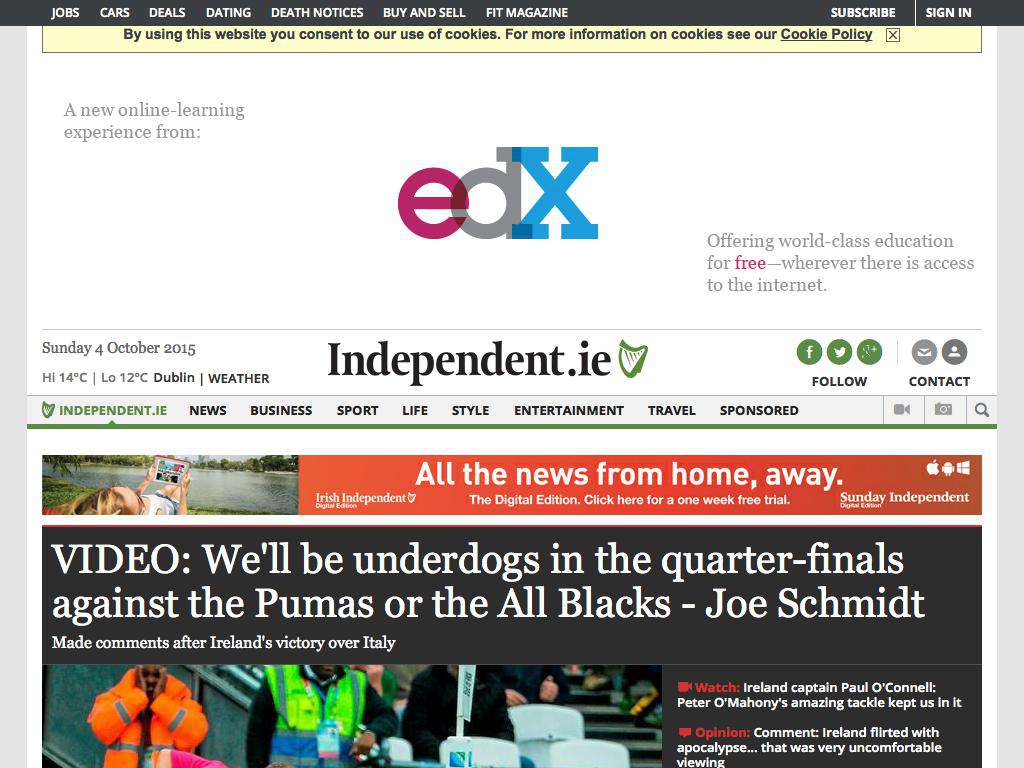 JOBS CARS DEALS DATING DEATH NOTICES BUY AND SELL FIT MAGAZINE SUBSCRIBE SIGN IN
By using this website you consent to our use of cookies. For more information on cookies see our Cookie Policy
A new online-learning
experience from:
edX
Offering world-class education
for free—wherever there is access
to the internet.
Sunday 4 October 2015
Hi 14°C | Lo 12°C Dublin | WEATHER
Independent.ie
FOLLOW CONTACT
INDEPENDENT.IE NEWS BUSINESS SPORT LIFE STYLE ENTERTAINMENT TRAVEL SPONSORED
All the news from home, away.
Irish Independent
Digital Edition
The Digital Edition. Click here for a one week free trial.
Sunday Independent
Digital Edition
VIDEO: We'll be underdogs in the quarter-finals
against the Pumas or the All Blacks - Joe Schmidt
Made comments after Ireland's victory over Italy
Watch: Ireland captain Paul O'Connell:
Peter O'Mahony's amazing tackle kept us in it
Opinion: Comment: Ireland flirted with
apocalypse... that was very uncomfortable
viewing